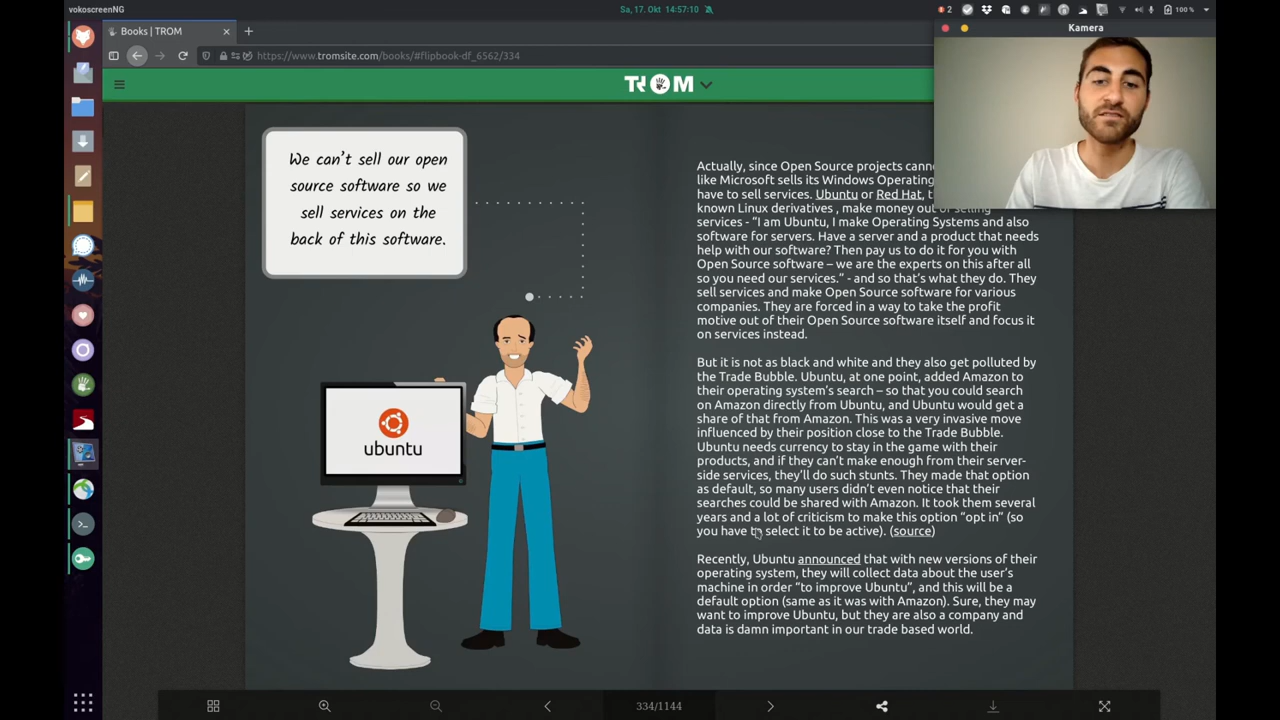 vokoscreenNG
Sa, 17. Okt 14:57:10
2
100 %
Books | TROM
Kamera
https://www.tromsite.com/books/#flipbook-df_6562/334
TROM
We can't sell our open
source software so we
sell services on the
back of this software.
ubuntu
Actually, since Open Source projects
like Microsoft sells its Windows Operating
have to sell services. Ubuntu or Red Hat,
known Linux derivatives , make money out of selling
services - “I am Ubuntu, I make Operating Systems and also
software for servers. Have a server and a product that needs
help with our software? Then pay us to do it for you with
Open Source software – we are the experts on this after all
so you need our services.” - and so that’s what they do. They
sell services and make Open Source software for various
companies. They are forced in a way to take the profit
motive out of their Open Source software itself and focus it
on services instead.
But it is not as black and white and they also get polluted by
the Trade Bubble. Ubuntu, at one point, added Amazon to
their operating system’s search – so that you could search
on Amazon directly from Ubuntu, and Ubuntu would get a
share of that from Amazon. This was a very invasive move
influenced by their position close to the Trade Bubble.
Ubuntu needs currency to stay in the game with their
products, and if they can’t make enough from their server-
side services, they’ll do such stunts. They made that option
as default, so many users didn’t even notice that their
searches could be shared with Amazon. It took them several
years and a lot of criticism to make this option “opt in” (so
you have to select it to be active). (source)
Recently, Ubuntu announced that with new versions of their
operating system, they will collect data about the user’s
machine in order “to improve Ubuntu”, and this will be a
default option (same as it was with Amazon). Sure, they may
want to improve Ubuntu, but they are also a company and
data is damn important in our trade based world.
334/1144